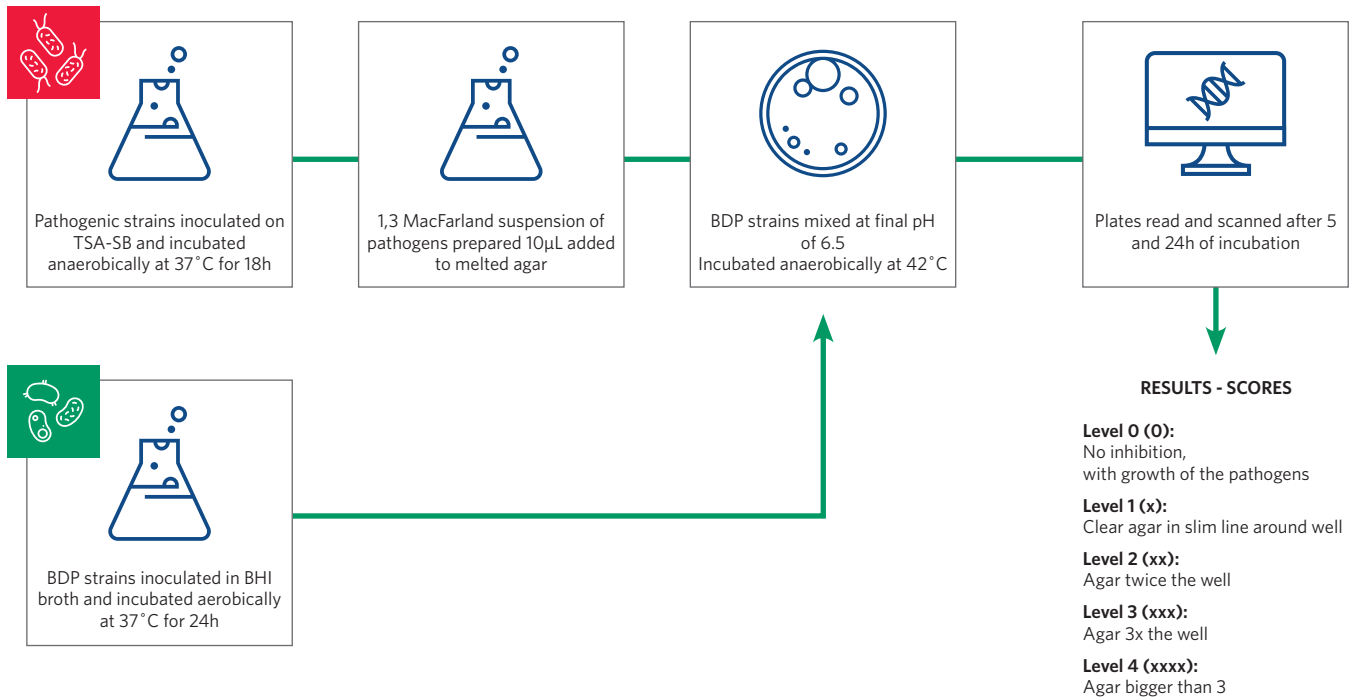 Pathogenic strains inoculated on
TSA-SB and incubated
anaerobically at 37˚C for 18h
1,3 MacFarland suspension of
pathogens prepared 10µL added
to melted agar
BDP strains mixed at final pH
of 6.5
Incubated anaerobically at 42˚C
Plates read and scanned after 5
and 24h of incubation
BDP strains inoculated in BHI
broth and incubated aerobically
at 37˚C for 24h
RESULTS - SCORES
Level 0 (0):
No inhibition,
with growth of the pathogens
Level 1 (x):
Clear agar in slim line around well
Level 2 (xx):
Agar twice the well
Level 3 (xxx):
Agar 3x the well
Level 4 (xxxx):
Agar bigger than 3